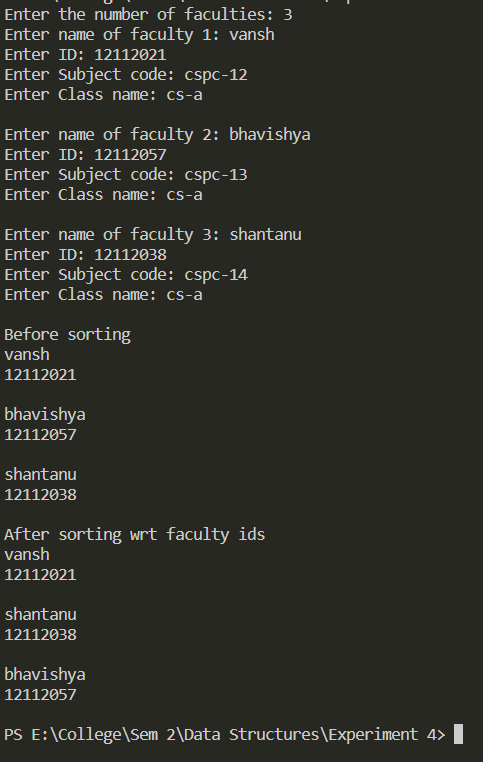 Enter the number of faculties: 3
Enter name of faculty 1: vansh
Enter ID: 12112021
Enter Subject code: cspc-12
Enter Class name: cs-a
Enter name of faculty 2: bhavishya
Enter ID: 12112057
Enter Subject code: cspc-13
Enter Class name: cs-a
Enter name of faculty 3: shantanu
Enter ID: 12112038
Enter Subject code: cspc-14
Enter Class name: cs-a
Before sorting
vansh
12112021
bhavishya
12112057
shantanu
12112038
After sorting wrt faculty ids
vansh
12112021
shantanu
12112038
bhavishya
12112057
PS E:\College\Sem 2\Data Structures\Experiment 4>